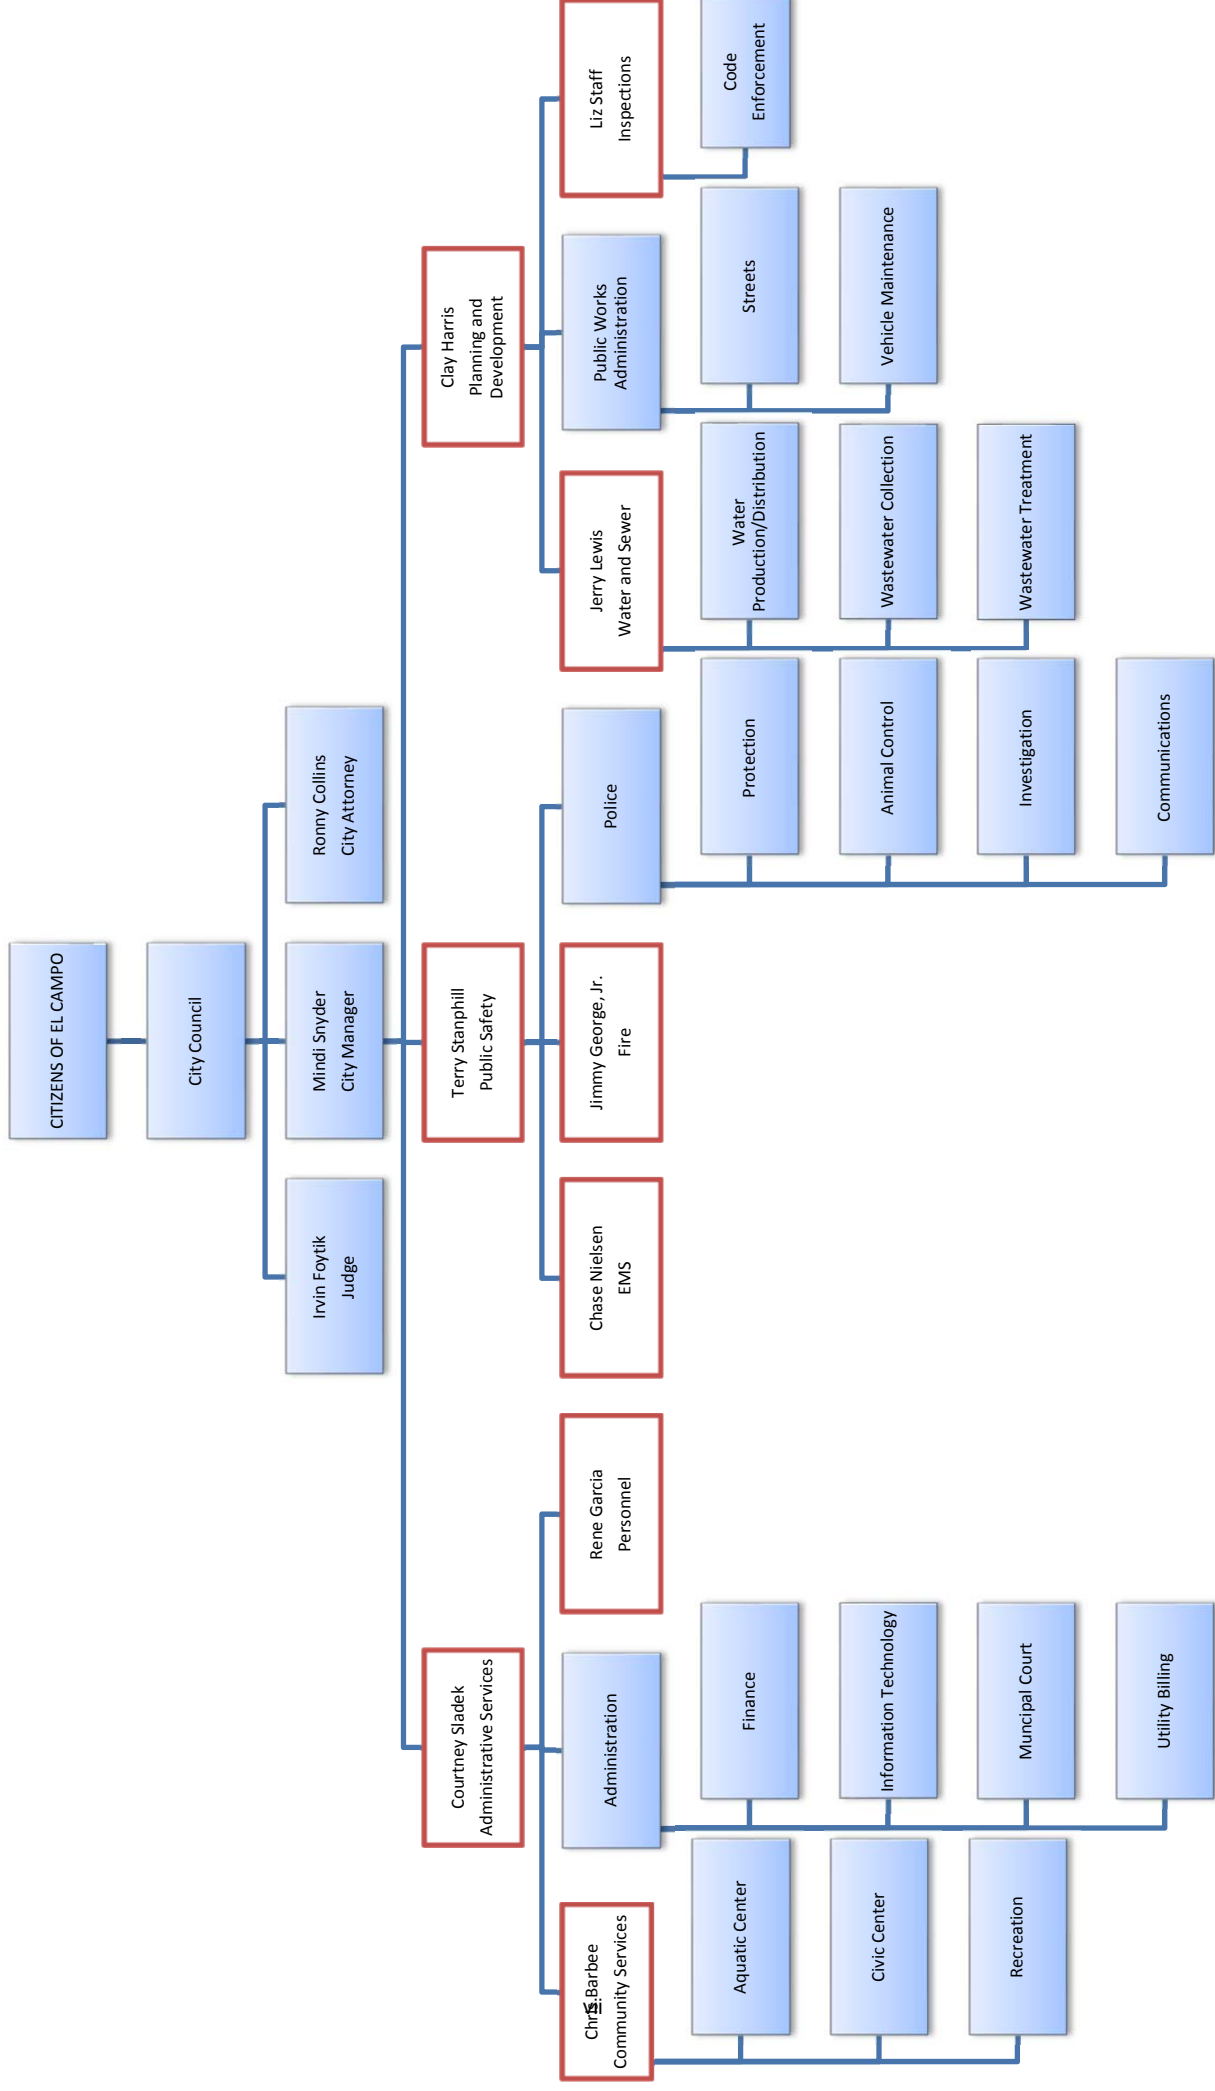 CITIZENS OF EL CAMPO
City Council
Irvin Foytik
Judge
Mindi Snyder
City Manager
Ronny Collins
City Attorney
Courtney Sladek
Administrative Services
Terry Stanphill
Public Safety
Clay Harris
Planning and
Development
Chris Barbee
Community Services
Administration
Rene Garcia
Personnel
Chase Nielsen
EMS
Jimmy George, Jr.
Fire
Police
Jerry Lewis
Water and Sewer
Public Works
Administration
Liz Staff
Inspections
Aquatic Center
Civic Center
Recreation
Finance
Information Technology
Muncipal Court
Utility Billing
Protection
Animal Control
Investigation
Communications
Water
Production/Distribution
Wastewater Collection
Wastewater Treatment
Streets
Vehicle Maintenance
Code
Enforcement
vii